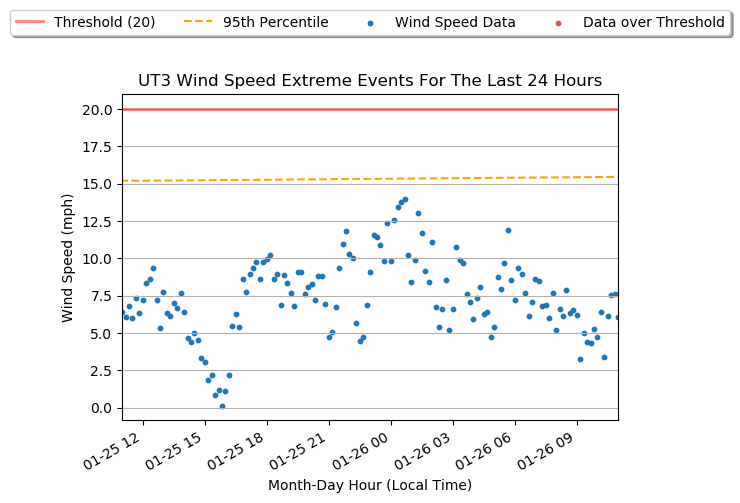 Threshold (20) 95th Percentile Wind Speed Data Data over Threshold
UT3 Wind Speed Extreme Events For The Last 24 Hours
20.0
17.5
15.0
12.5
10.0
7.5
5.0
2.5
0.0
Wind Speed (mph)
01-25 12 01-25 15 01-25 18 01-25 21 01-26 00 01-26 03 01-26 06 01-26 09
Month-Day Hour (Local Time)